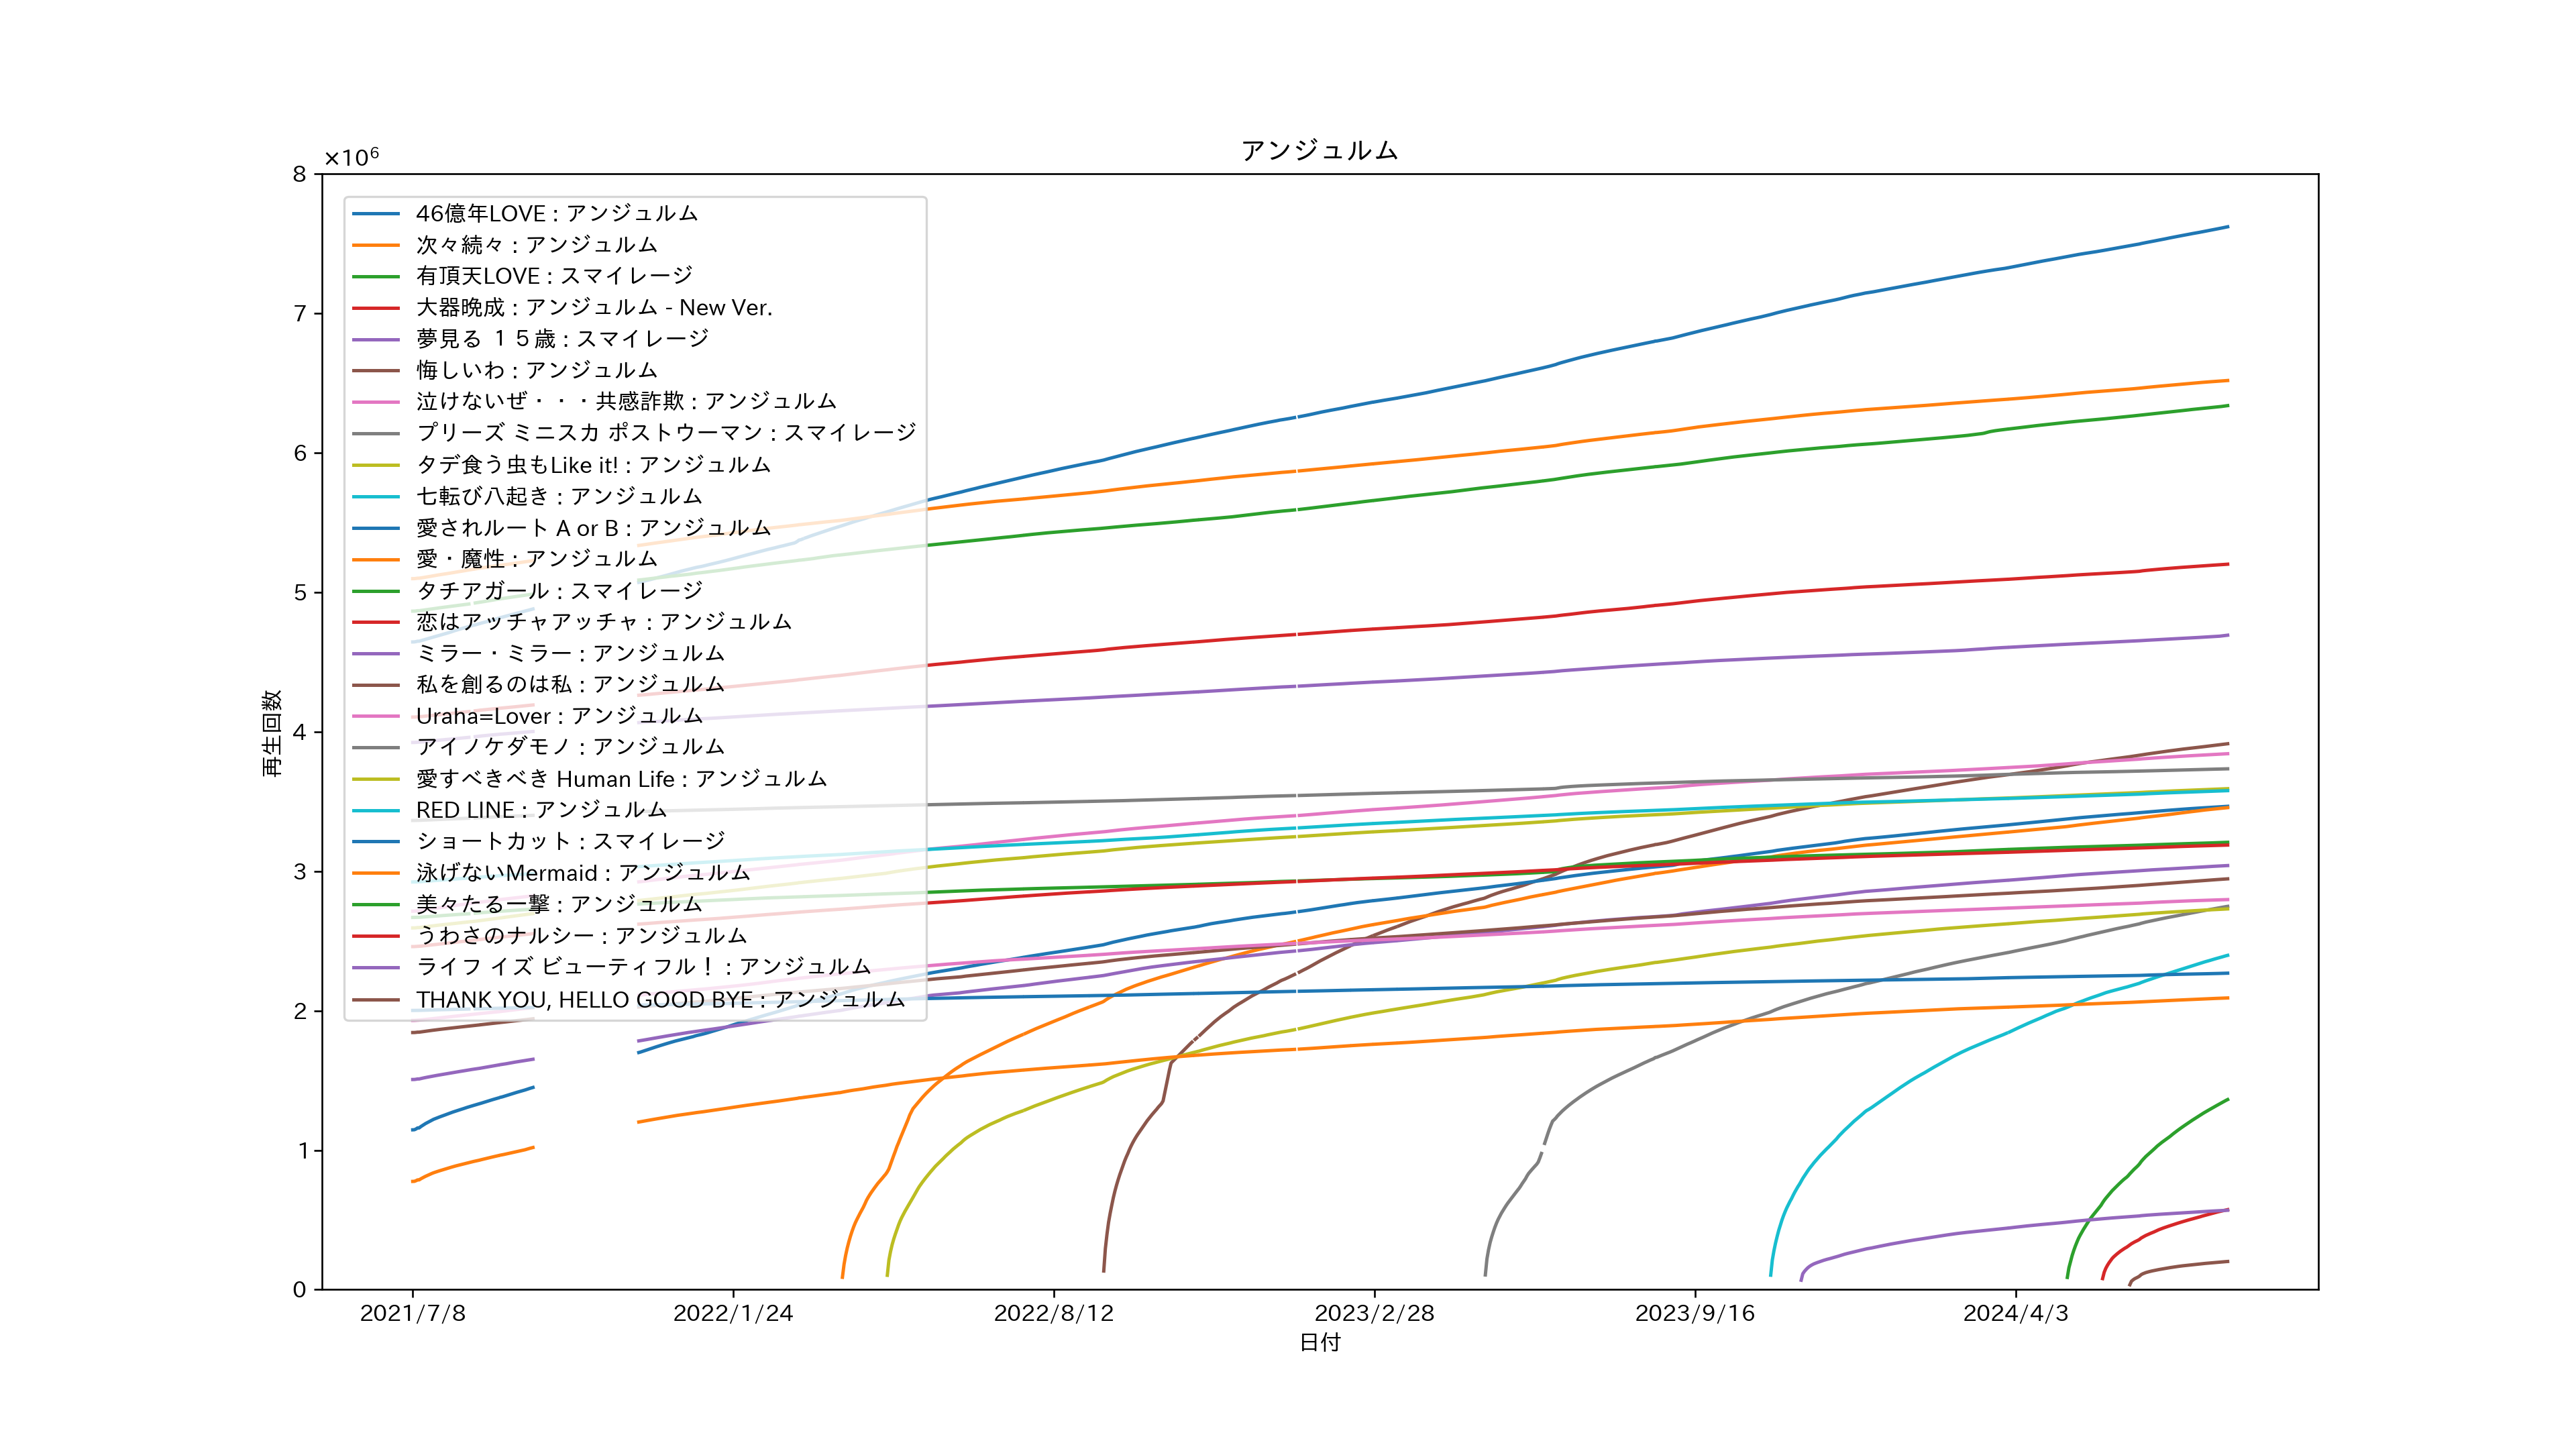 アンジュルム
×10⁶
8
7
6
5
4
3
2
1
0
再生回数
46億年LOVE : アンジュルム
次々続々 : アンジュルム
有頂天LOVE : スマイレージ
大器晩成 : アンジュルム - New Ver.
夢見る １５歳 : スマイレージ
悔しいわ : アンジュルム
泣けないぜ・・・共感詐欺 : アンジュルム
プリーズ ミニスカ ポストウーマン : スマイレージ
タデ食う虫もLike it! : アンジュルム
七転び八起き : アンジュルム
愛されルート A or B : アンジュルム
愛・魔性 : アンジュルム
タチアガール : スマイレージ
恋はアッチャアッチャ : アンジュルム
ミラー・ミラー : アンジュルム
私を創るのは私 : アンジュルム
Uraha=Lover : アンジュルム
アイノケダモノ : アンジュルム
愛すべきべき Human Life : アンジュルム
RED LINE : アンジュルム
ショートカット : スマイレージ
泳げないMermaid : アンジュルム
美々たる一撃 : アンジュルム
うわさのナルシー : アンジュルム
ライフ イズ ビューティフル！ : アンジュルム
THANK YOU, HELLO GOOD BYE : アンジュルム
2021/7/8
2022/1/24
2022/8/12
2023/2/28
2023/9/16
2024/4/3
日付